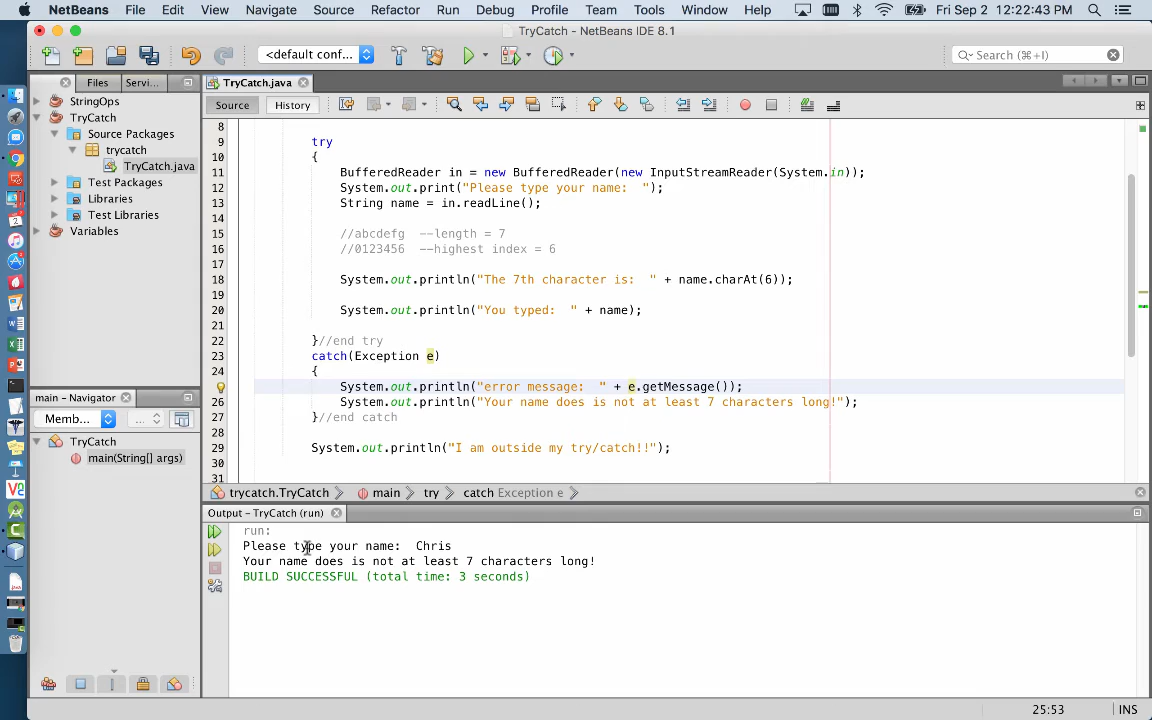 NetBeans File Edit View Navigate Source Refactor Run Debug Profile Team Tools Window Help Fri Sep 2 12:22:43 PM
TryCatch - NetBeans IDE 8.1
<default conf... Search (⌘+I)
Files Servi...
TryCatch.java
StringOps
TryCatch
Source Packages
trycatch
TryCatch.java
Test Packages
Libraries
Test Libraries
Variables
Source History
8
9 try
10 {
11 BufferedReader in = new BufferedReader(new InputStreamReader(System.in));
12 System.out.print("Please type your name:  ");
13 String name = in.readLine();
14
15 //abcdefg --length = 7
16 //0123456 --highest index = 6
17
18 System.out.println("The 7th character is:  " + name.charAt(6));
19
20 System.out.println("You typed:  " + name);
21
22 }//end try
23 catch(Exception e)
24 {
System.out.println("error message:  " + e.getMessage());
26 System.out.println("Your name does is not at least 7 characters long!");
27 }//end catch
28
29 System.out.println("I am outside my try/catch!!");
30
31
trycatch.TryCatch main try catch Exception e
main - Navigator
Memb... ...
TryCatch
main(String[] args)
Output - TryCatch (run)
run:
Please type your name:  Chris
Your name does is not at least 7 characters long!
BUILD SUCCESSFUL (total time: 3 seconds)
25:53 INS